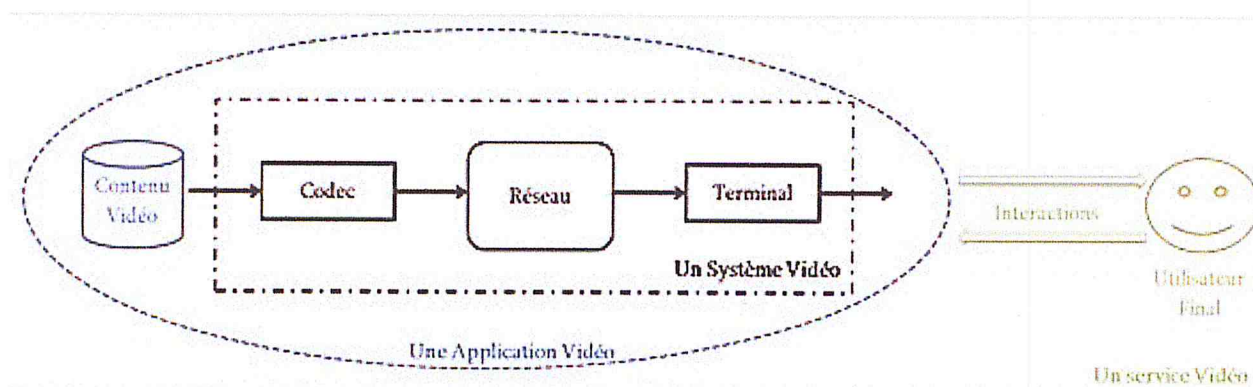 Contenu
Vidéo
Codec
Réseau
Terminal
Un Système Vidéo
Une Application Vidéo
Interactions
Utilisateur
Final
Un service Vidéo